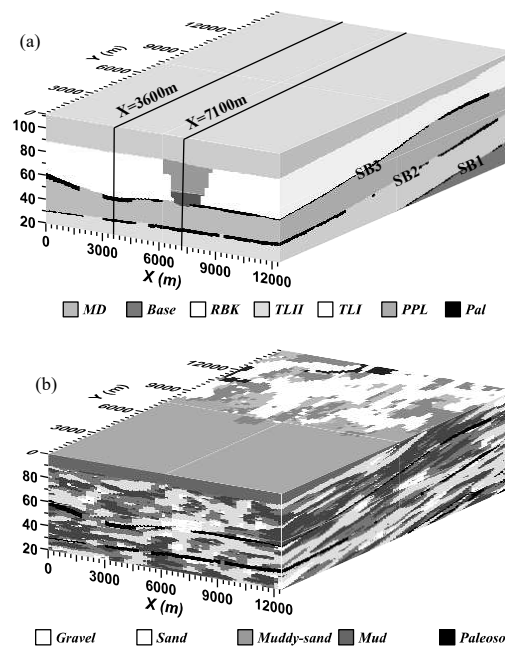 (a)
12000
9000
Y (m)
6000
3000
0
X=3600m
X=7100m
100
80
60
40
20
SB3
SB2
SB1
0
3000
6000
9000
12000
X (m)
MD Base RBK TLII TLI PPL Pal
(b)
12000
9000
Y (m)
6000
3000
0
80
60
40
20
0
3000
6000
9000
12000
X (m)
Gravel Sand Muddy-sand Mud Paleoso